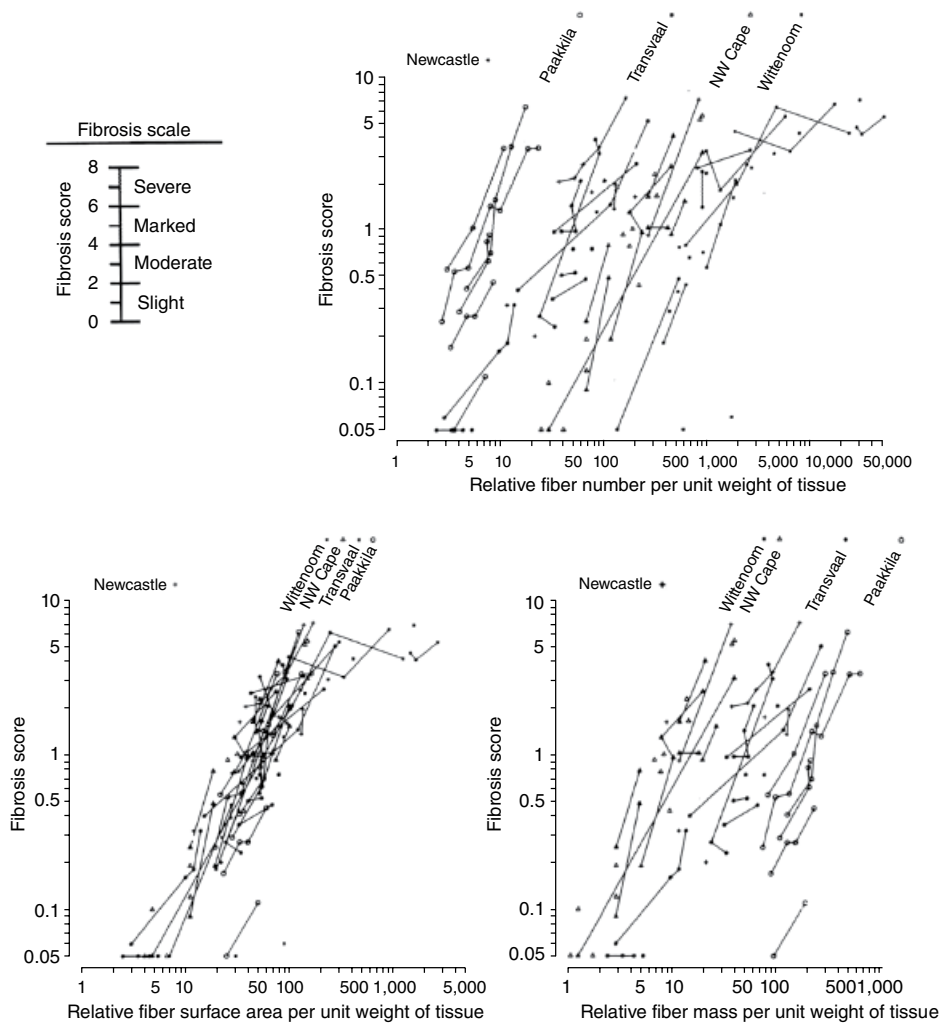 Newcastle
Paakkila
Transvaal
NW Cape
Wittenoom
Fibrosis scale
Fibrosis score
8
6
4
2
0
Severe
Marked
Moderate
Slight
Fibrosis score
10
5
1
0.5
0.1
0.05
1 5 10 50 100 500 1,000 5,000 10,000 50,000
Relative fiber number per unit weight of tissue
Newcastle
Wittenoom
NW Cape
Transvaal
Paakkila
Fibrosis score
10
5
1
0.5
0.1
0.05
1 5 10 50 100 500 1,000 5,000
Relative fiber surface area per unit weight of tissue
Newcastle
Wittenoom
NW Cape
Transvaal
Paakkila
Fibrosis score
10
5
1
0.5
0.1
0.05
1 5 10 50 100 500 1,000
Relative fiber mass per unit weight of tissue